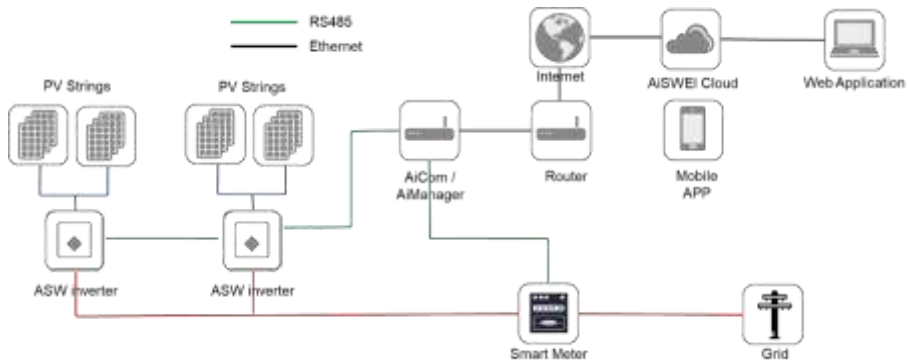 RS485
Ethernet
PV Strings
PV Strings
Internet
AiSWEI Cloud
Web Application
AiCom /
AiManager
Router
Mobile
APP
ASW inverter
ASW inverter
Smart Meter
Grid